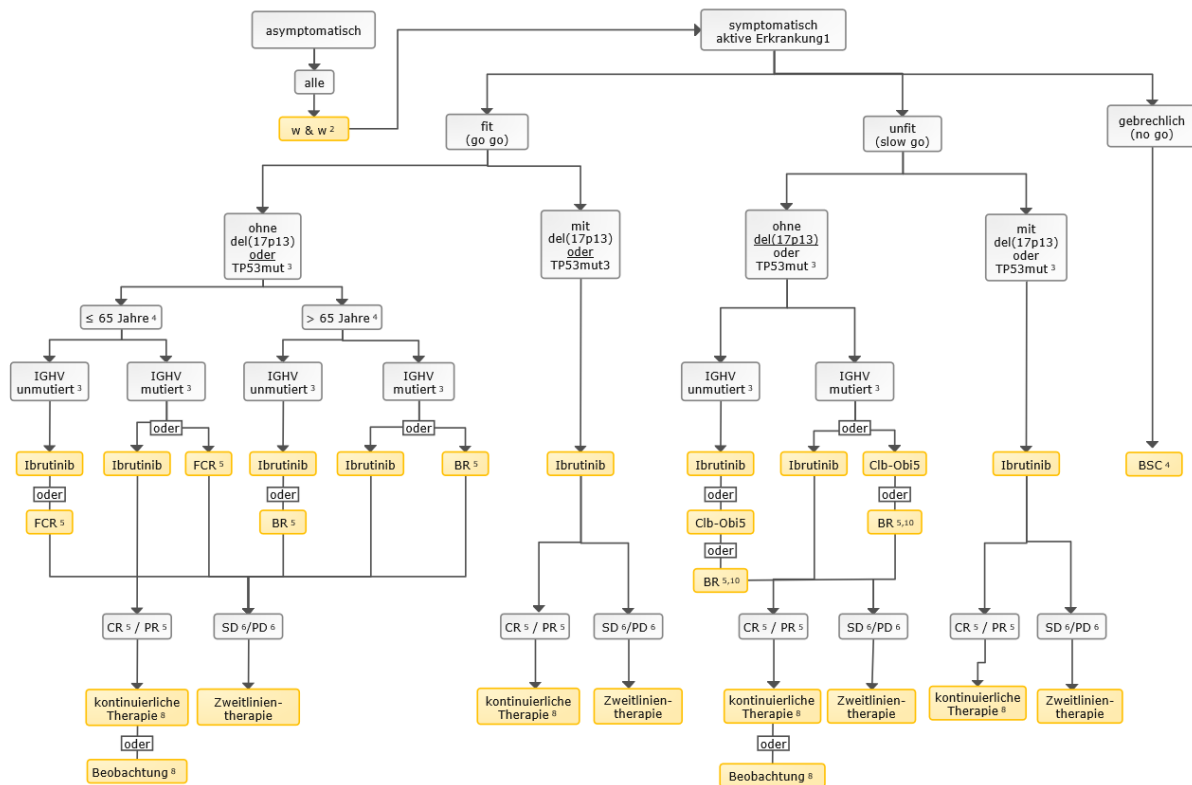 asymptomatisch
symptomatisch
aktive Erkrankung1
alle
w & w 2
fit
(go go)
unfit
(slow go)
gebrechlich
(no go)
ohne
del(17p13)
oder
TP53mut 3
mit
del(17p13)
oder
TP53mut3
ohne
del(17p13)
oder
TP53mut 3
mit
del(17p13)
oder
TP53mut 3
≤ 65 Jahre 4
> 65 Jahre 4
IGHV
unmutiert 3
IGHV
mutiert 3
IGHV
unmutiert 3
IGHV
mutiert 3
IGHV
unmutiert 3
IGHV
mutiert 3
oder
oder
oder
Ibrutinib
Ibrutinib
FCR 5
Ibrutinib
Ibrutinib
BR 5
Ibrutinib
Ibrutinib
Ibrutinib
Clb-Obi5
Ibrutinib
BSC 4
oder
oder
oder
oder
FCR 5
BR 5
Clb-Obi5
BR 5,10
oder
BR 5,10
CR 5 / PR 5
SD 6/PD 6
CR 5 / PR 5
SD 6/PD 6
CR 5 / PR 5
SD 6/PD 6
CR 5 / PR 5
SD 6/PD 6
kontinuierliche
Therapie 8
Zweitlinien-
therapie
kontinuierliche
Therapie 8
Zweitlinien-
therapie
kontinuierliche
Therapie 8
Zweitlinien-
therapie
kontinuierliche
Therapie 8
Zweitlinien-
therapie
oder
oder
Beobachtung 8
Beobachtung 8